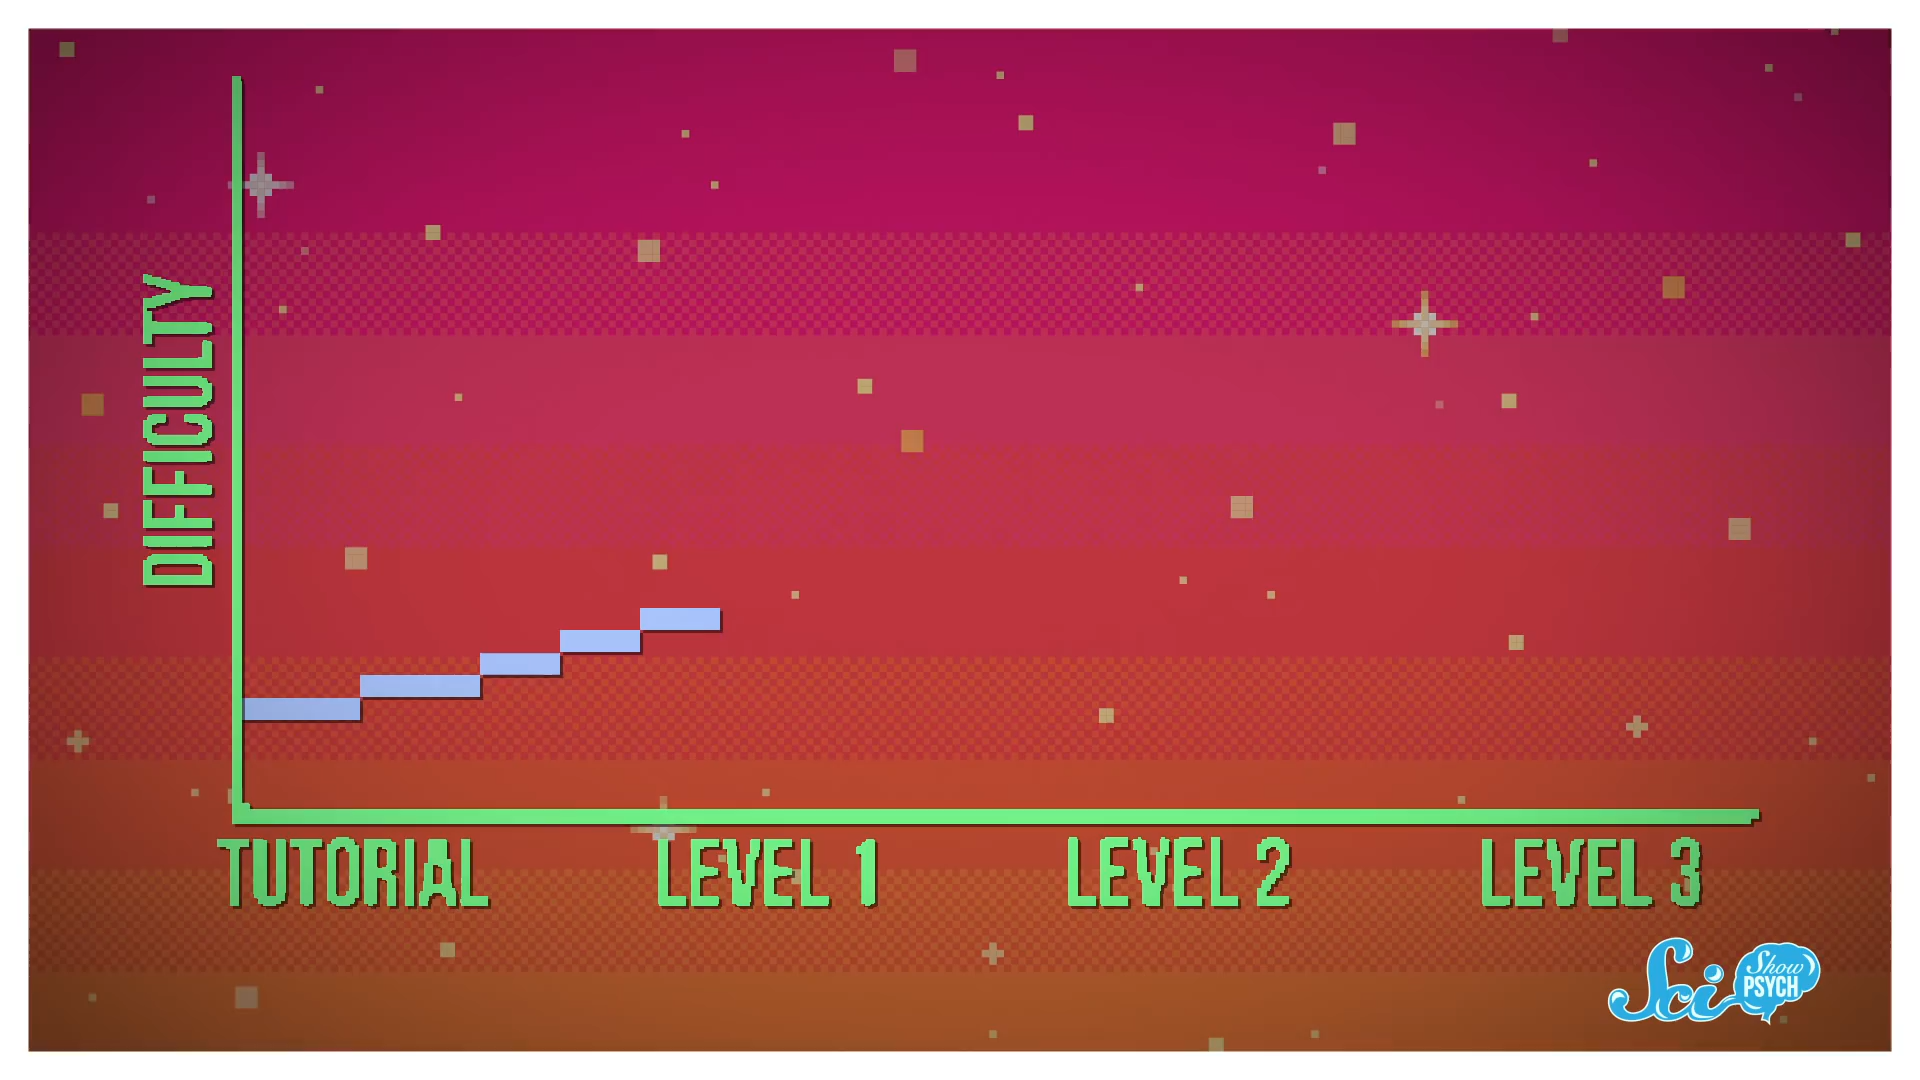 DIFFICULTY
TUTORIAL LEVEL 1 LEVEL 2 LEVEL 3
Sci Show
PSYCH